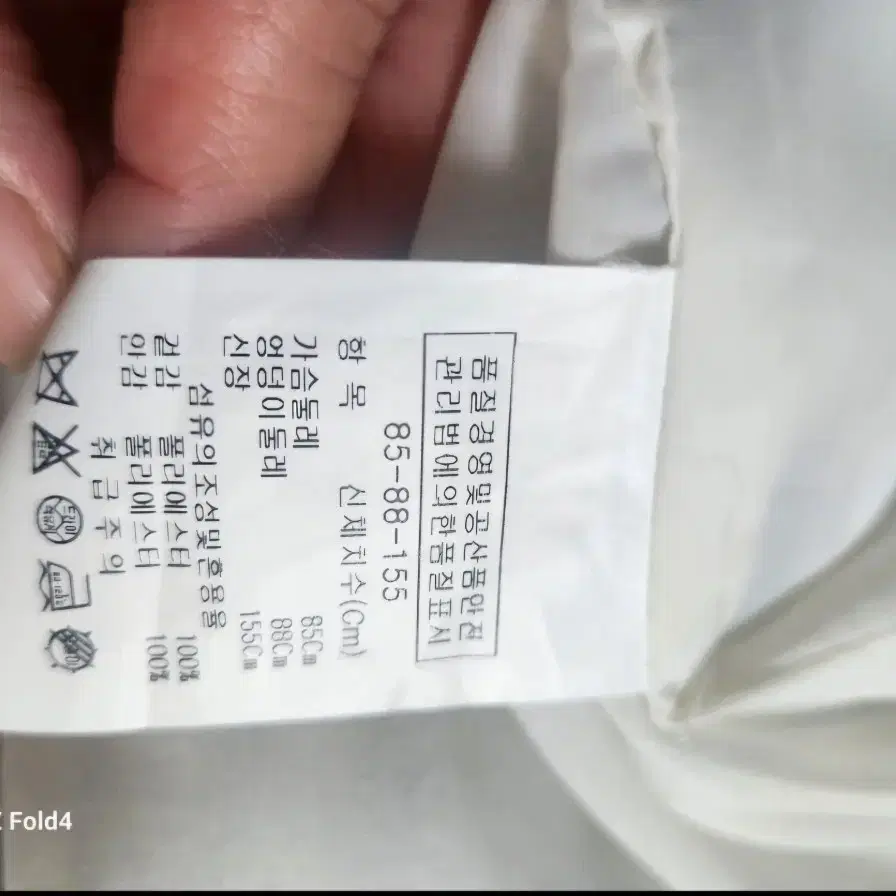 품질경영및공산품안전
관리법에의한품질표시
85-88-155
항 목 신체치수(Cm)
가슴둘레 85Cm
엉덩이둘레 88Cm
신장 155Cm
섬유의조성및혼용율
겉감 폴리에스터 100%
안감 폴리에스터 100%
취 급 주 의
드라이
Fold4